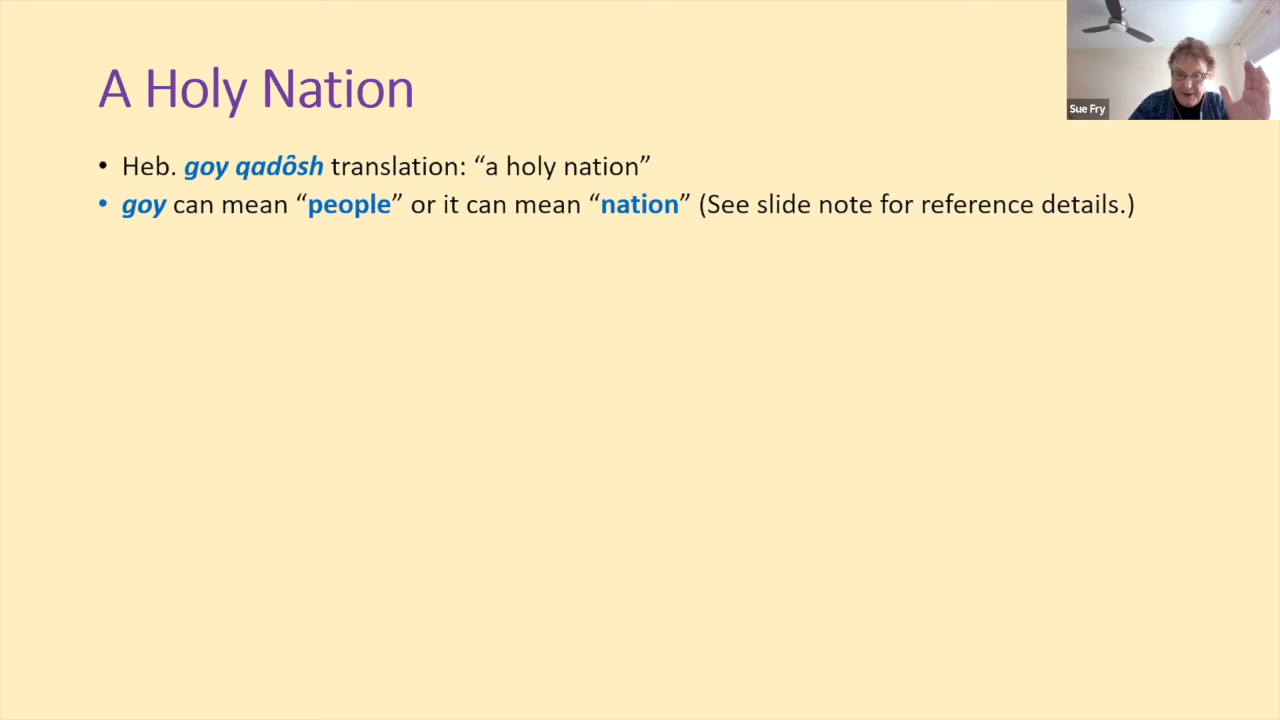 A Holy Nation
Sue Fry
• Heb. goy qadôsh translation: “a holy nation”
• goy can mean “people” or it can mean “nation” (See slide note for reference details.)